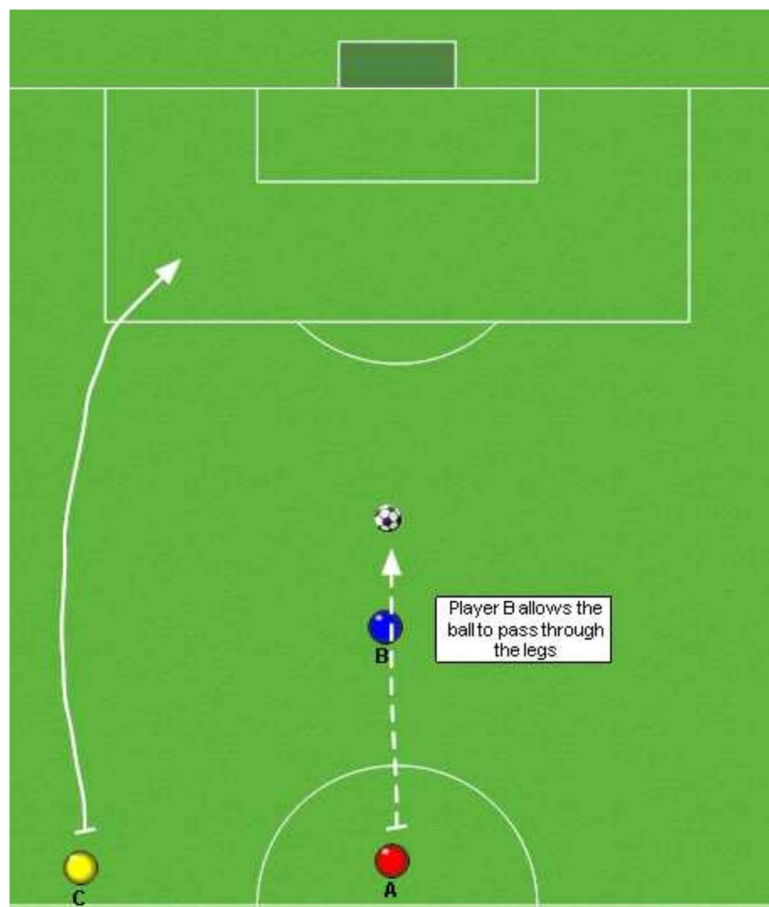 Player B allows the
ball to pass through
the legs
B
C
A